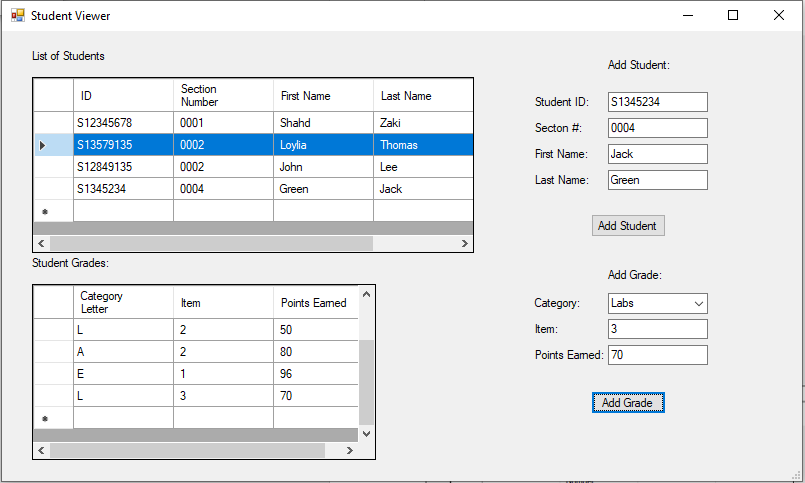 Student Viewer
List of Students
Add Student:
ID Section Number First Name Last Name
S12345678 0001 Shahd Zaki
S13579135 0002 Loylia Thomas
S12849135 0002 John Lee
S1345234 0004 Green Jack
Student ID: S1345234
Secton #: 0004
First Name: Jack
Last Name: Green
Add Student
Student Grades:
Category Letter Item Points Earned
L 2 50
A 2 80
E 1 96
L 3 70
Add Grade:
Category: Labs
Item: 3
Points Earned: 70
Add Grade